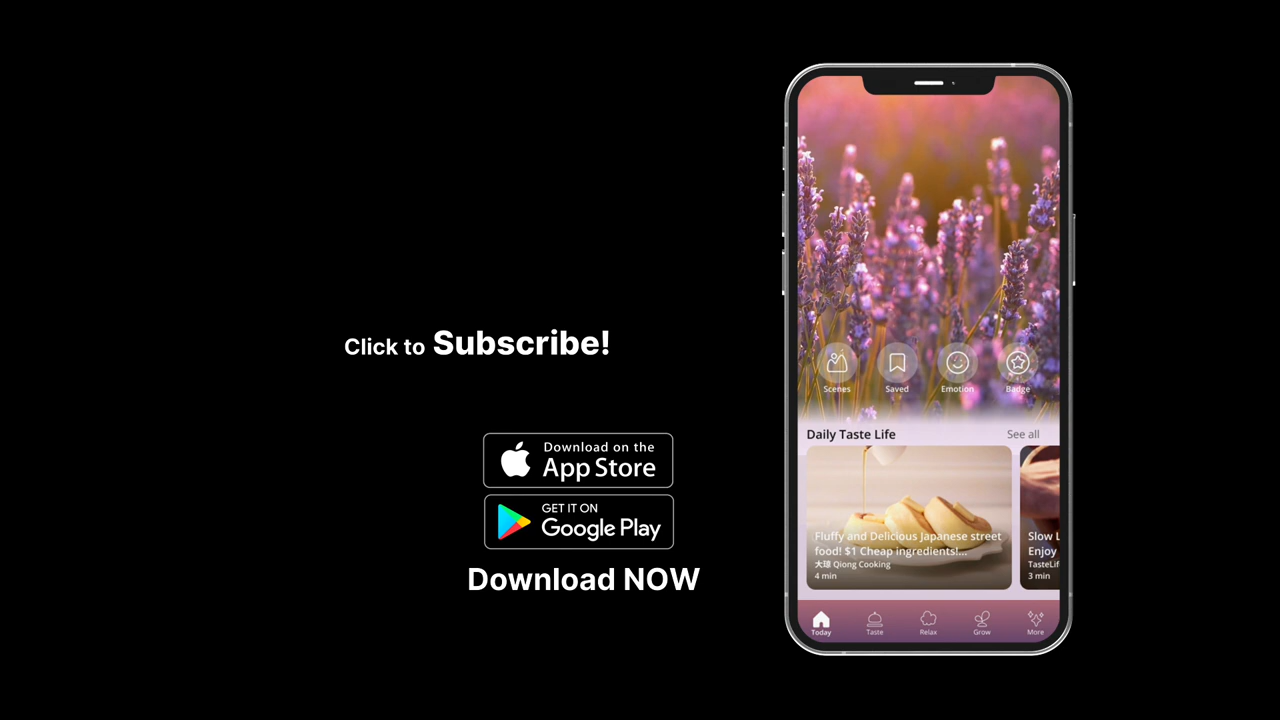 Click to Subscribe!
Download on the
App Store
GET IT ON
Google Play
Download NOW
Scenes
Saved
Emotion
Badge
Daily Taste Life
See all
Fluffy and Delicious Japanese street
food! $1 Cheap ingredients!...
大琼 Qiong Cooking
4 min
Slow L
Enjoy
TasteLif
3 min
Today
Taste
Relax
Grow
More